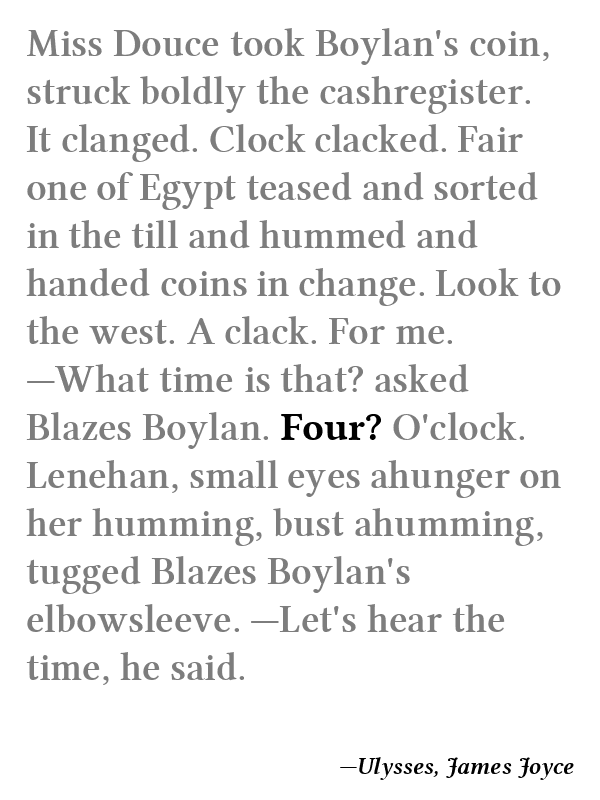 Miss Douce took Boylan's coin,
struck boldly the cashregister.
It clanged. Clock clacked. Fair
one of Egypt teased and sorted
in the till and hummed and
handed coins in change. Look to
the west. A clack. For me.
—What time is that? asked
Blazes Boylan. Four? O'clock.
Lenehan, small eyes ahunger on
her humming, bust ahumming,
tugged Blazes Boylan's
elbowsleeve. —Let's hear the
time, he said.
—Ulysses, James Joyce